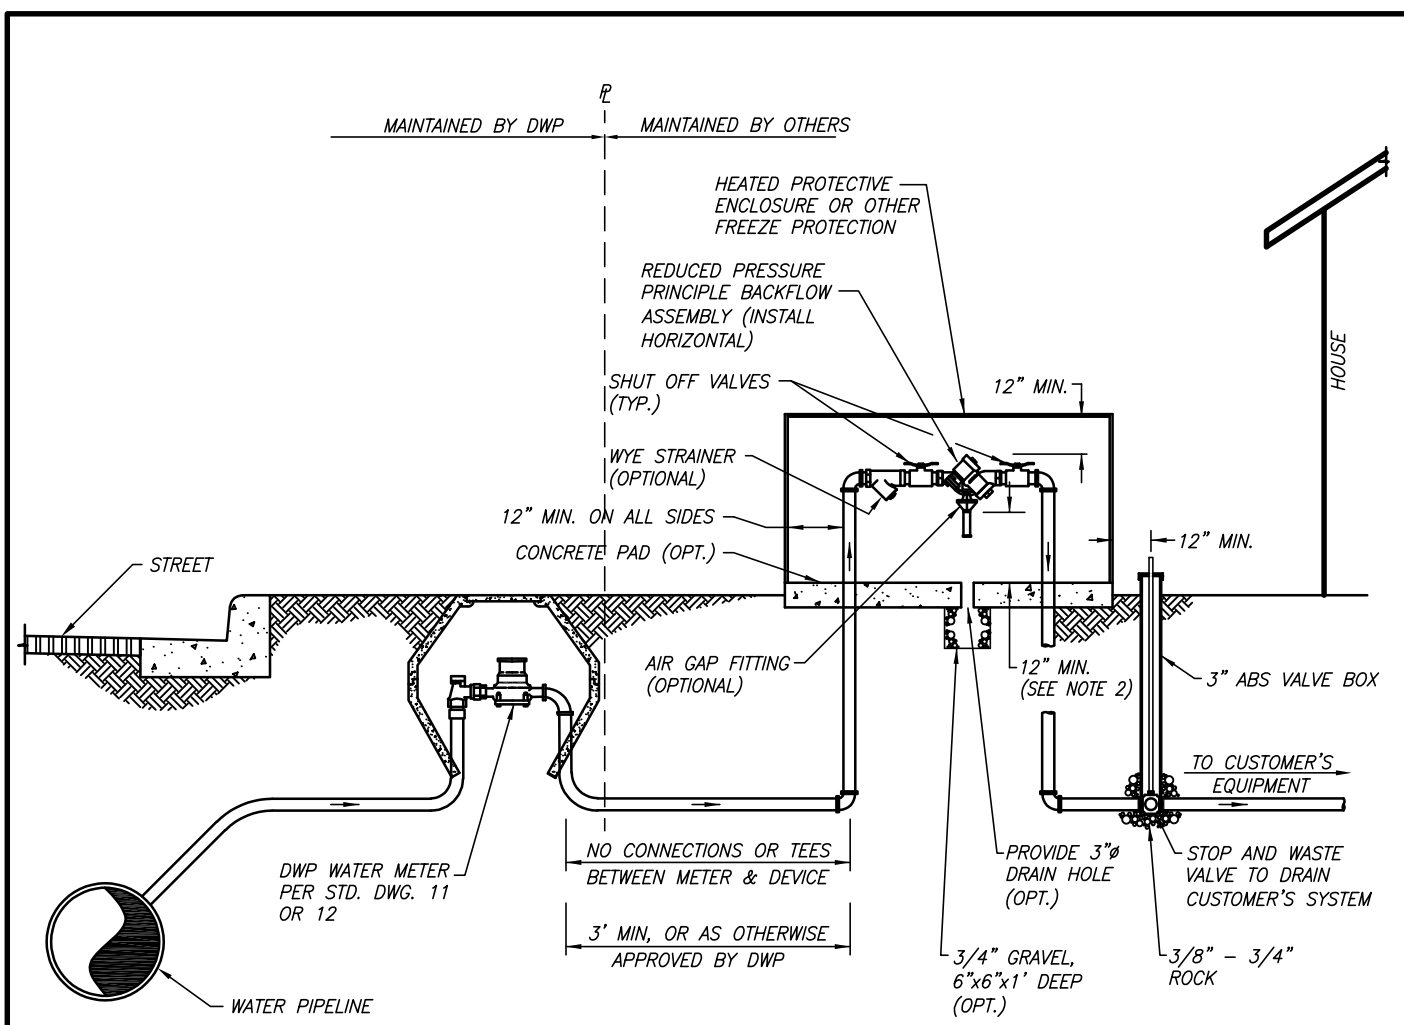 ℄
MAINTAINED BY DWP
MAINTAINED BY OTHERS
HEATED PROTECTIVE
ENCLOSURE OR OTHER
FREEZE PROTECTION
REDUCED PRESSURE
PRINCIPLE BACKFLOW
ASSEMBLY (INSTALL
HORIZONTAL)
SHUT OFF VALVES
(TYP.)
12" MIN.
HOUSE
WYE STRAINER
(OPTIONAL)
12" MIN. ON ALL SIDES
CONCRETE PAD (OPT.)
12" MIN.
STREET
AIR GAP FITTING
(OPTIONAL)
12" MIN.
(SEE NOTE 2)
3" ABS VALVE BOX
TO CUSTOMER'S
EQUIPMENT
DWP WATER METER
PER STD. DWG. 11
OR 12
NO CONNECTIONS OR TEES
BETWEEN METER & DEVICE
PROVIDE 3"ø
DRAIN HOLE
(OPT.)
STOP AND WASTE
VALVE TO DRAIN
CUSTOMER'S SYSTEM
3' MIN, OR AS OTHERWISE
APPROVED BY DWP
3/4" GRAVEL,
6"x6"x1' DEEP
(OPT.)
3/8" – 3/4"
ROCK
WATER PIPELINE